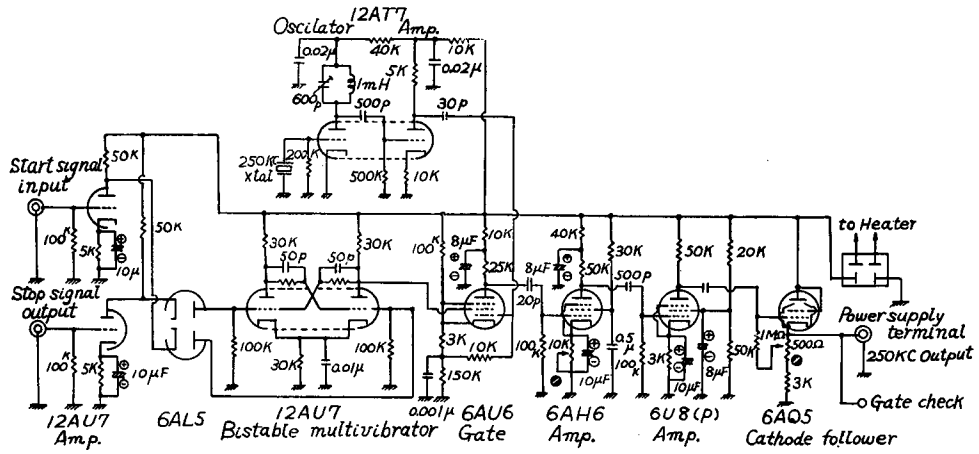 12AT7
Oscilator Amp.
0.02μ
40K
10K
5K
0.02μ
600p
1mH
500p
30p
250KC
xtal
200K
500K
10K
Start signal
input
50K
100K
5K
10μ
50K
Stop signal
output
100K
5K
10μF
12AU7
Amp.
6AL5
30K
50p
50p
30K
100K
30K
0.01μ
100K
12AU7
Bistable multivibrator
100K
8μF
10K
25K
3K
10K
150K
0.001μ
6AU6
Gate
8μF
20p
40K
8μF
50K
30K
500p
100K
10K
10μF
0.5μ
6AH6
Amp.
50K
20K
100K
3K
10μF
8μF
50K
6U8(P)
Amp.
1MΩ
500Ω
3K
6AQ5
Cathode follower
to Heater
Power supply
terminal
250KC Output
Gate check